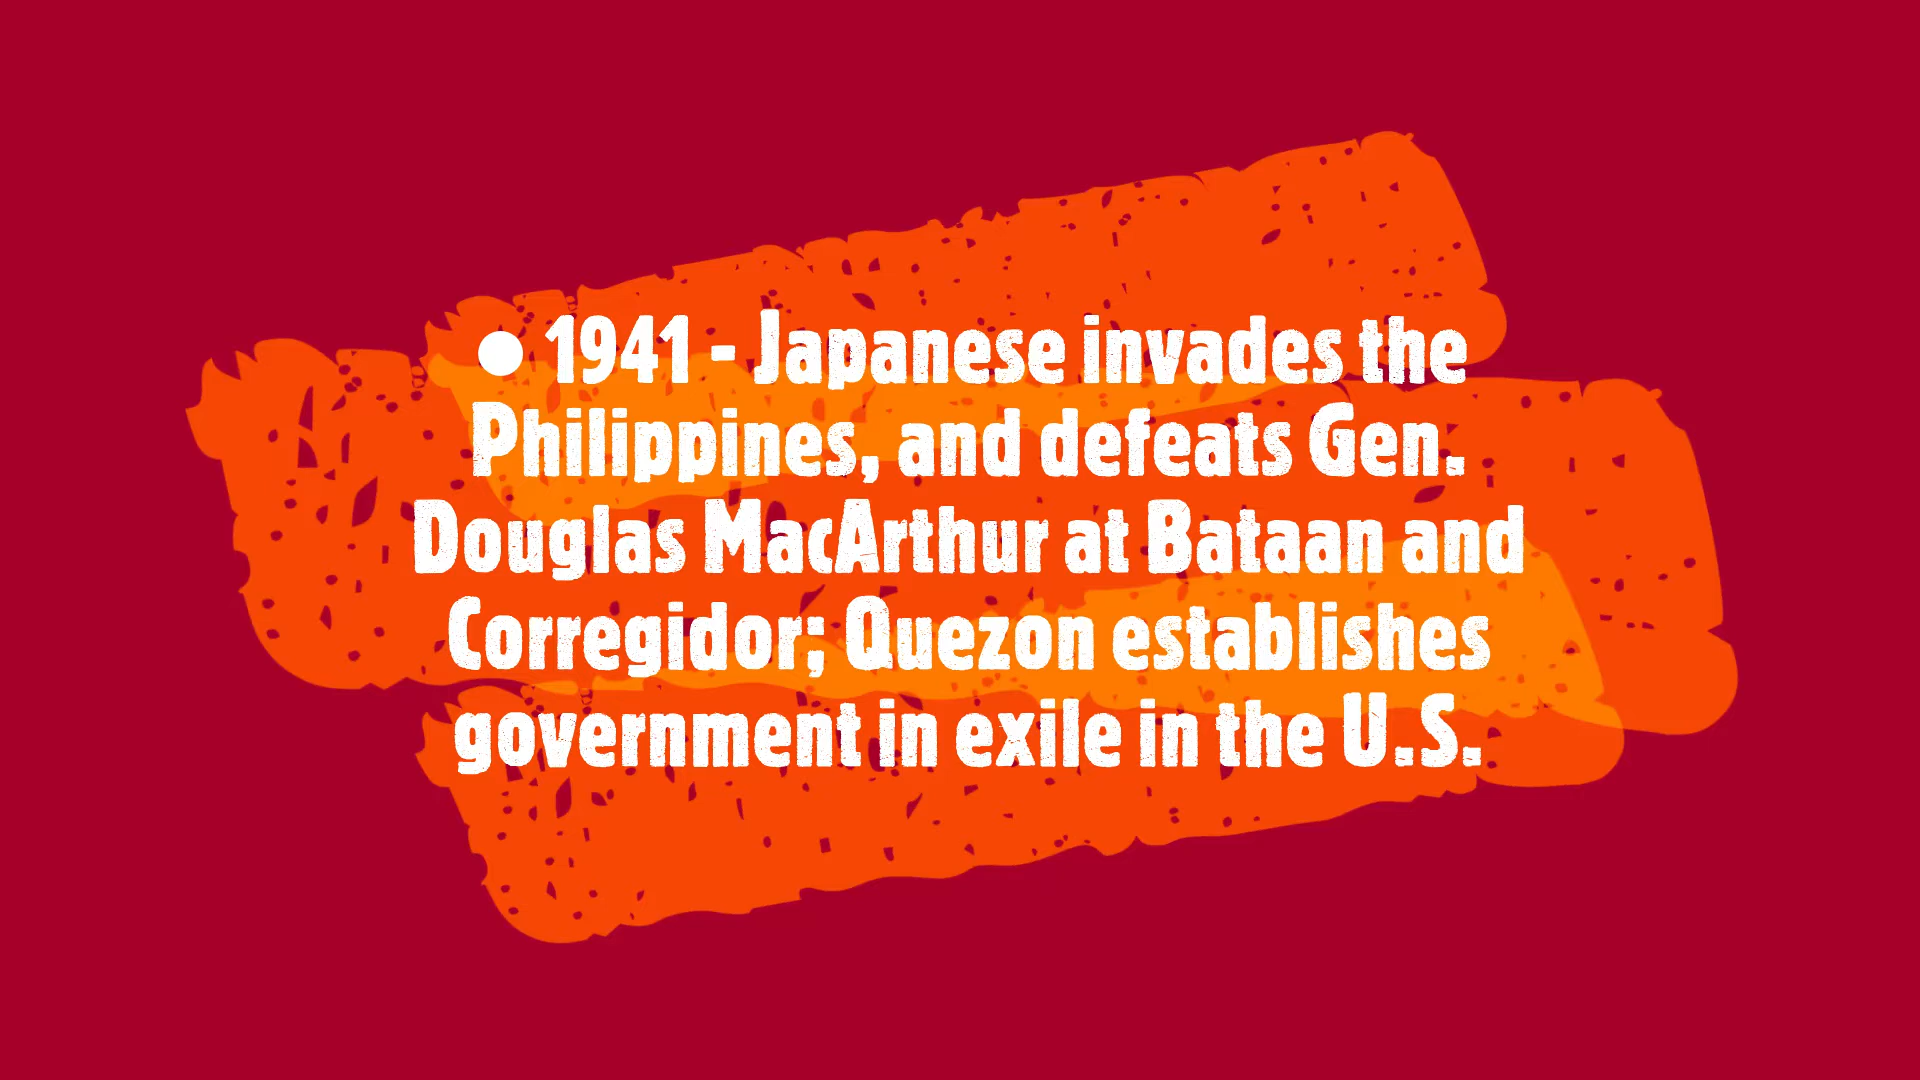 • 1941 - Japanese invades the
Philippines, and defeats Gen.
Douglas MacArthur at Bataan and
Corregidor; Quezon establishes
government in exile in the U.S.